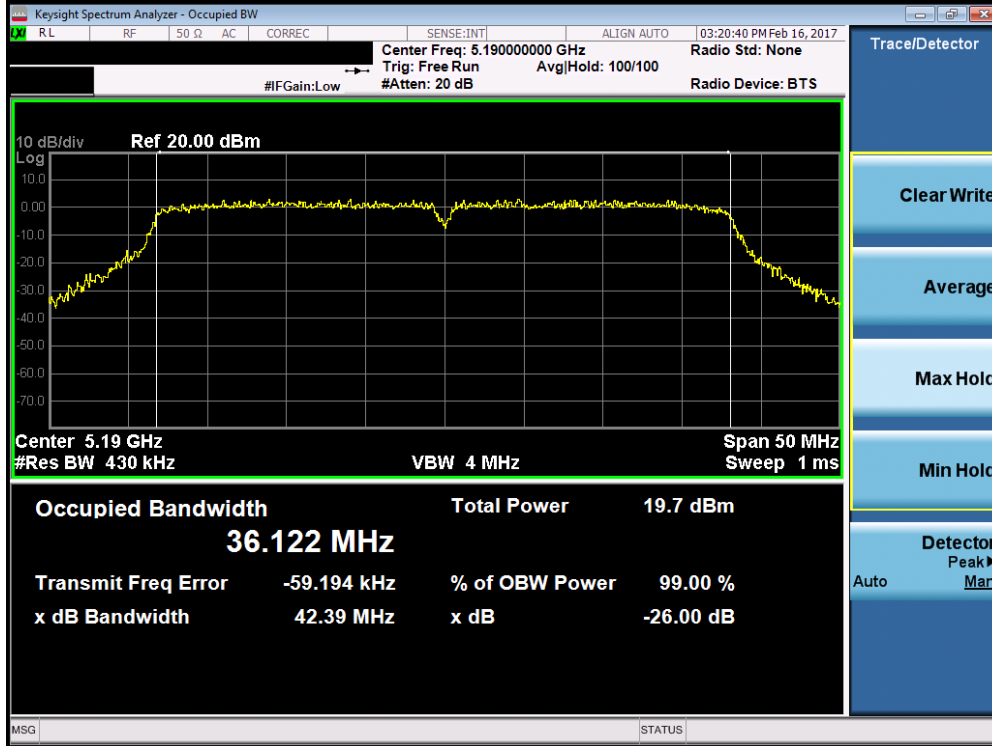 Keysight Spectrum Analyzer - Occupied BW
LXI RL RF 50 Ω AC CORREC SENSE:INT ALIGN AUTO 03:20:40 PM Feb 16, 2017
Center Freq: 5.190000000 GHz Radio Std: None
Trig: Free Run Avg|Hold: 100/100
#IFGain:Low #Atten: 20 dB Radio Device: BTS
Trace/Detector
10 dB/div Ref 20.00 dBm
Log
10.0
0.00
-10.0
-20.0
-30.0
-40.0
-50.0
-60.0
-70.0
Center 5.19 GHz Span 50 MHz
#Res BW 430 kHz VBW 4 MHz Sweep 1 ms
Occupied Bandwidth Total Power 19.7 dBm
36.122 MHz
Transmit Freq Error -59.194 kHz % of OBW Power 99.00 %
x dB Bandwidth 42.39 MHz x dB -26.00 dB
Clear Write
Average
Max Hold
Min Hold
Detector
Peak
Auto Man
MSG STATUS